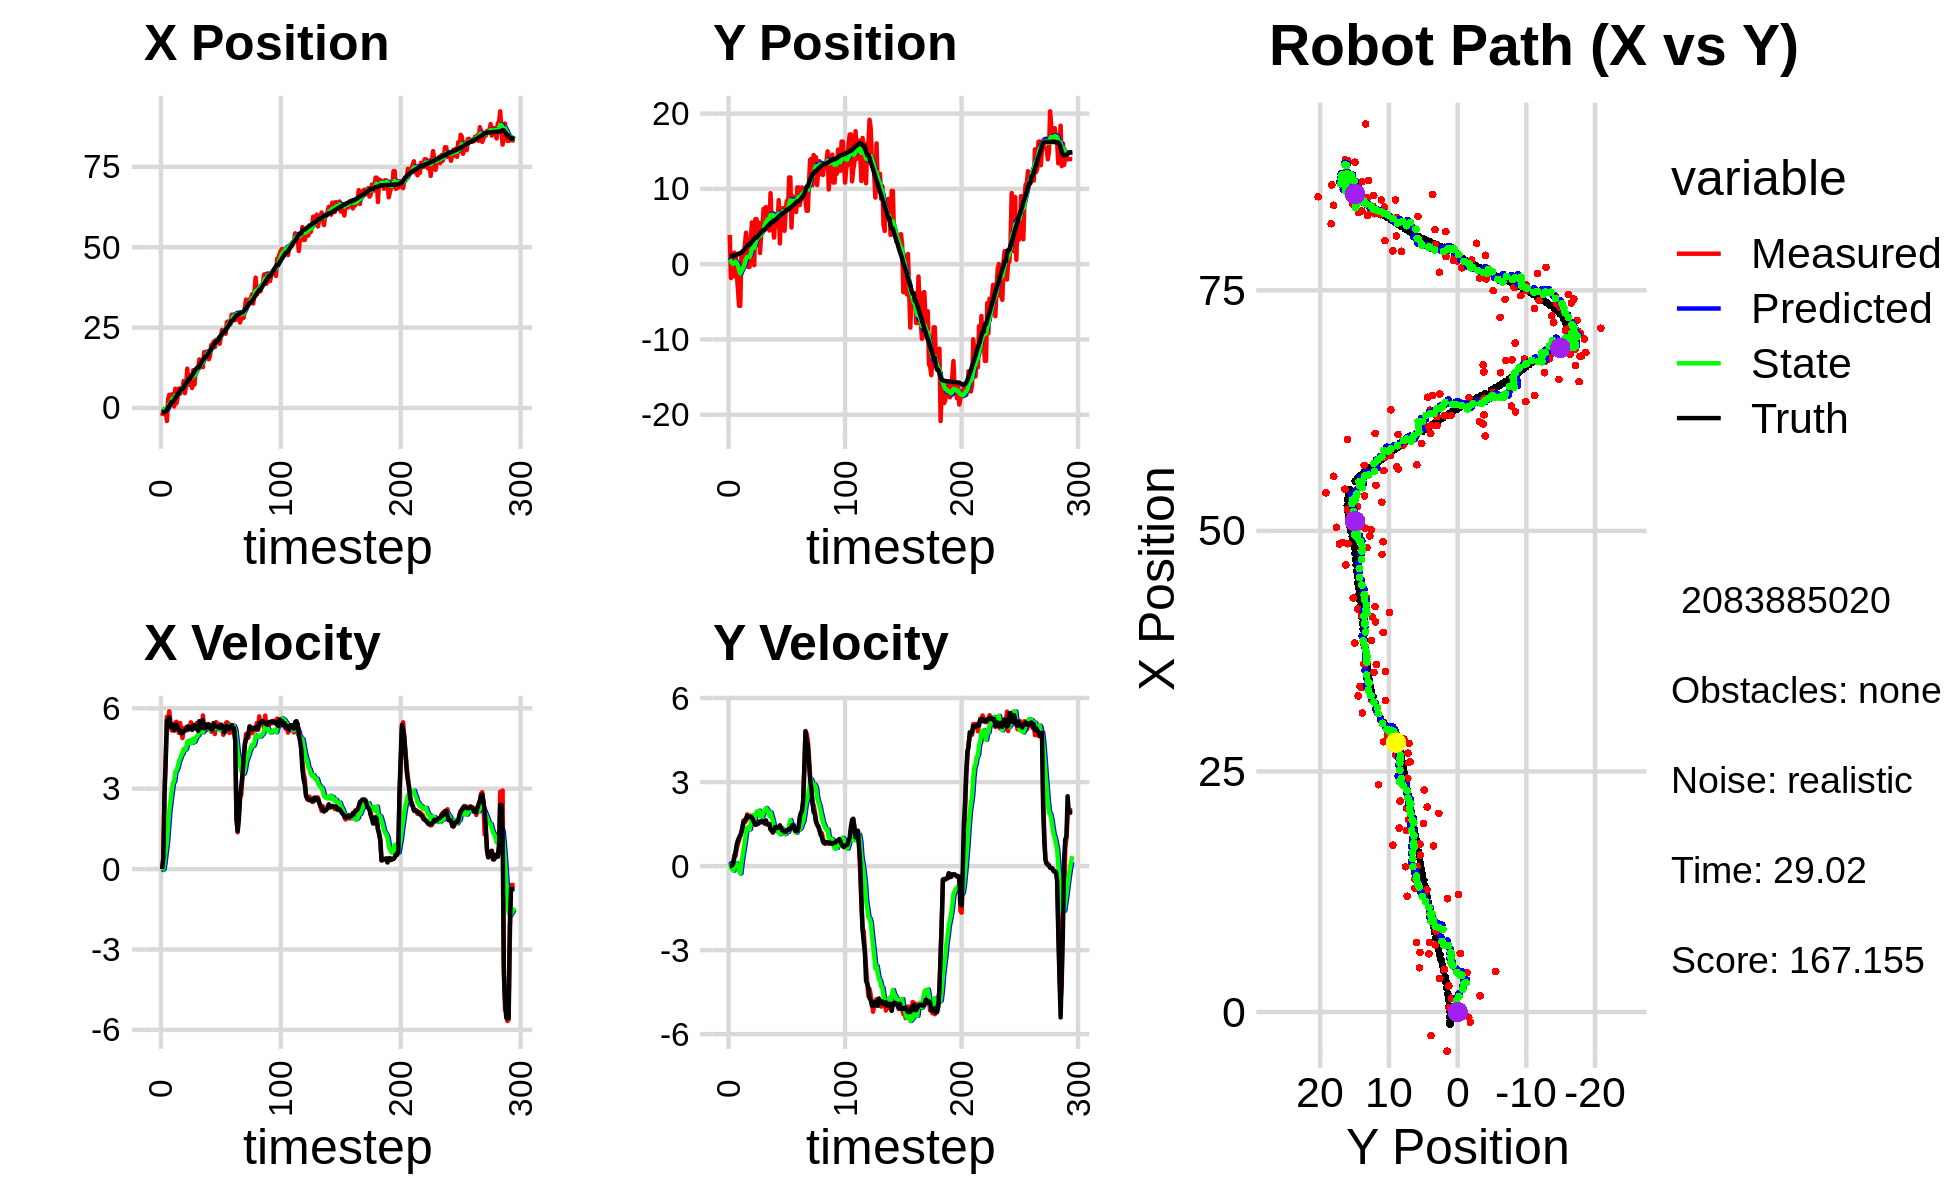 X Position
75
50
25
0
0
100
200
300
timestep
Y Position
20
10
0
-10
-20
0
100
200
300
timestep
X Velocity
6
3
0
-3
-6
0
100
200
300
timestep
Y Velocity
6
3
0
-3
-6
0
100
200
300
timestep
Robot Path (X vs Y)
X Position
75
50
25
0
20 10 0 -10 -20
Y Position
variable
Measured
Predicted
State
Truth
2083885020
Obstacles: none
Noise: realistic
Time: 29.02
Score: 167.155